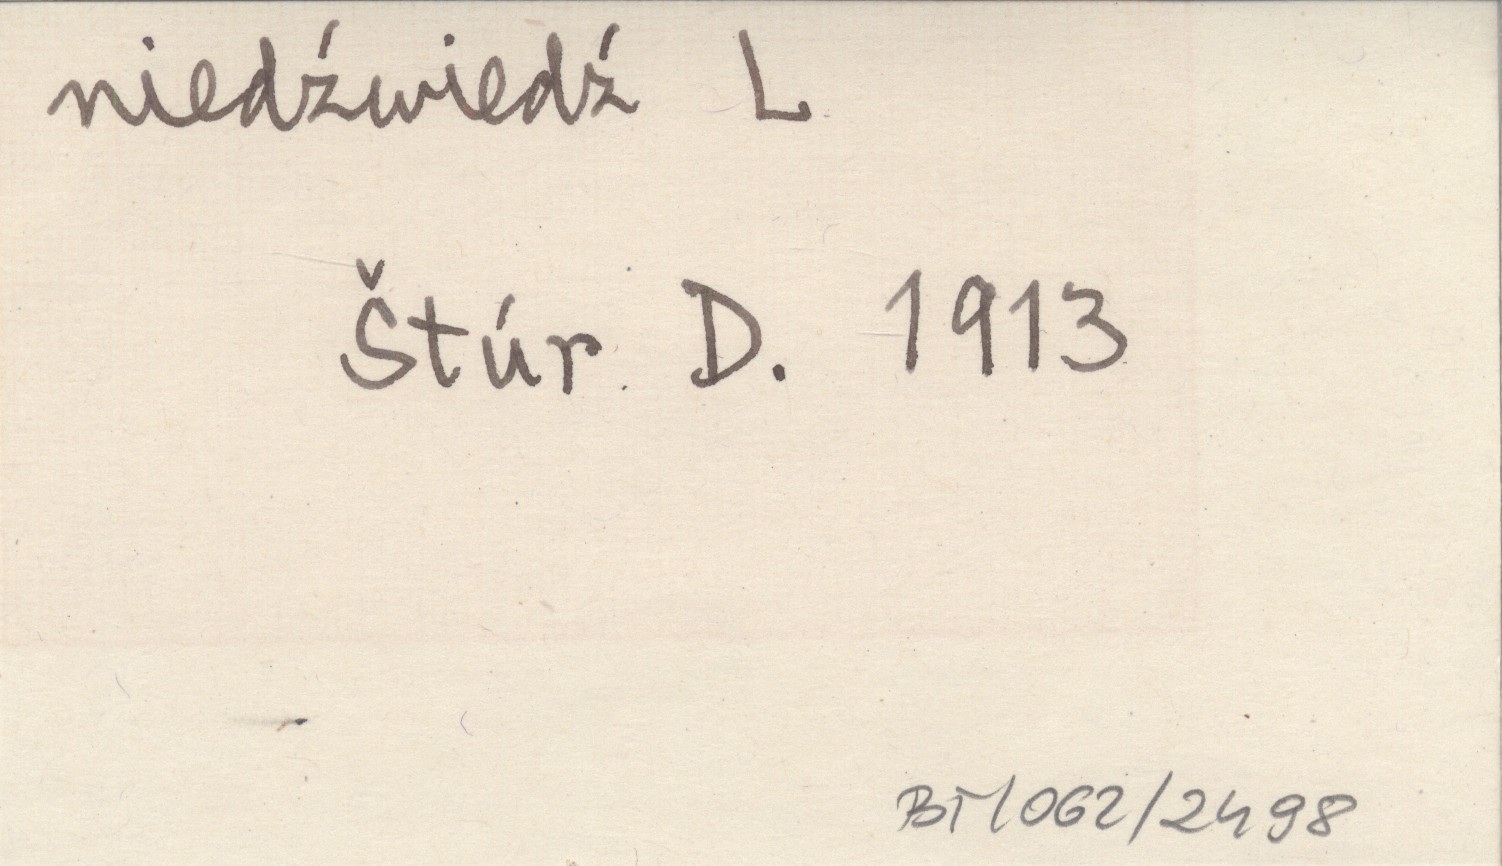 niedźwiedź L
Štúr D. 1913
BT/062/2498